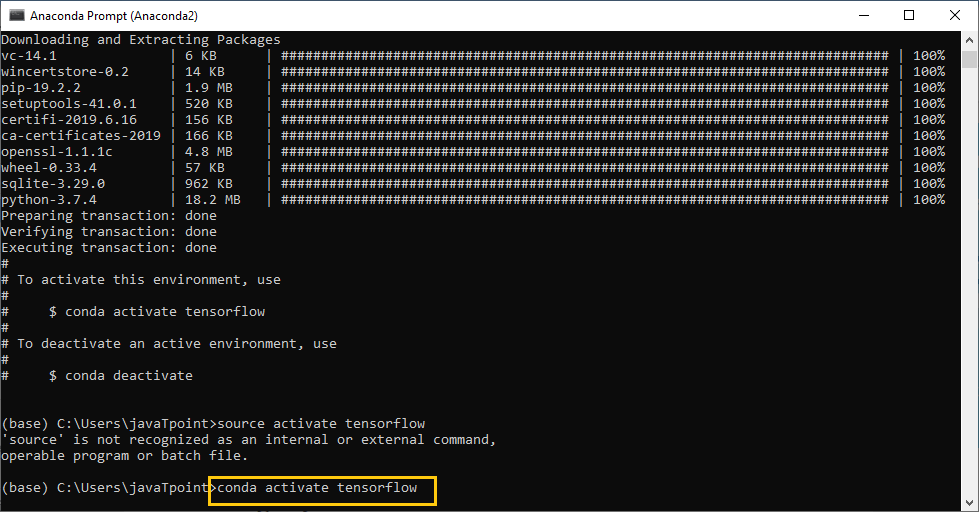 Anaconda Prompt (Anaconda2)
Downloading and Extracting Packages
vc-14.1              | 6 KB      | ############################################################################ | 100%
wincertstore-0.2     | 14 KB     | ############################################################################ | 100%
pip-19.2.2           | 1.9 MB    | ############################################################################ | 100%
setuptools-41.0.1    | 520 KB    | ############################################################################ | 100%
certifi-2019.6.16    | 156 KB    | ############################################################################ | 100%
ca-certificates-2019 | 166 KB    | ############################################################################ | 100%
openssl-1.1.1c       | 4.8 MB    | ############################################################################ | 100%
wheel-0.33.4         | 57 KB     | ############################################################################ | 100%
sqlite-3.29.0        | 962 KB    | ############################################################################ | 100%
python-3.7.4         | 18.2 MB   | ############################################################################ | 100%
Preparing transaction: done
Verifying transaction: done
Executing transaction: done
#
# To activate this environment, use
#
#     $ conda activate tensorflow
#
# To deactivate an active environment, use
#
#     $ conda deactivate
(base) C:\Users\javaTpoint>source activate tensorflow
'source' is not recognized as an internal or external command,
operable program or batch file.
(base) C:\Users\javaTpoint>conda activate tensorflow